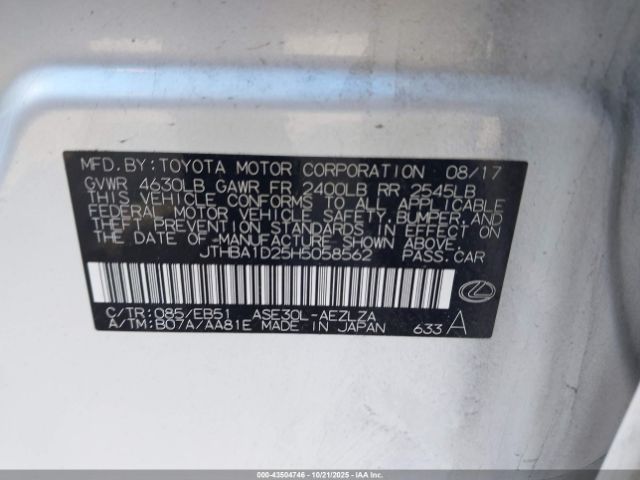 MFD.BY:TOYOTA MOTOR CORPORATION 08/17
GVWR 4630LB GAWR FR 2400LB RR 2545LB
THIS VEHICLE CONFORMS TO ALL APPLICABLE
FEDERAL MOTOR VEHICLE SAFETY, BUMPER, AND
THEFT PREVENTION STANDARDS IN EFFECT ON
THE DATE OF MANUFACTURE SHOWN ABOVE.
JTHBA1D25H5058562 PASS.CAR
C/TR:085/EB51 ASE30L-AEZLZA
A/TM:B07A/AA81E MADE IN JAPAN 633 A
000-43504746 | 10/21/2025 | IAAI.com